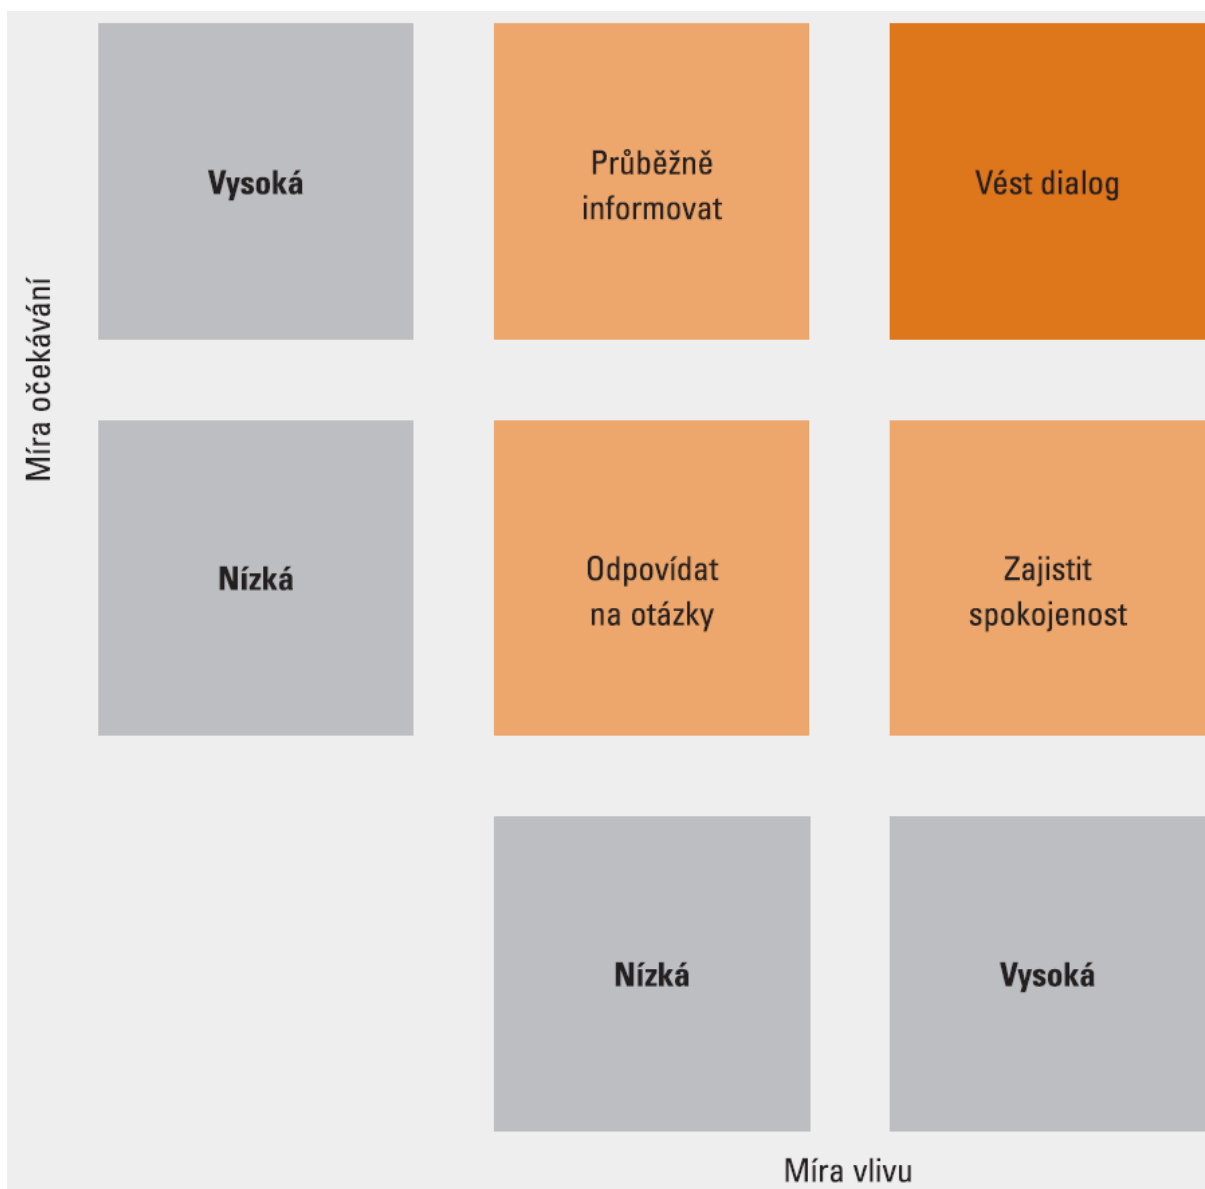 Míra očekávání
Vysoká
Průběžně
informovat
Vést dialog
Nízká
Odpovídat
na otázky
Zajistit
spokojenost
Nízká
Vysoká
Míra vlivu